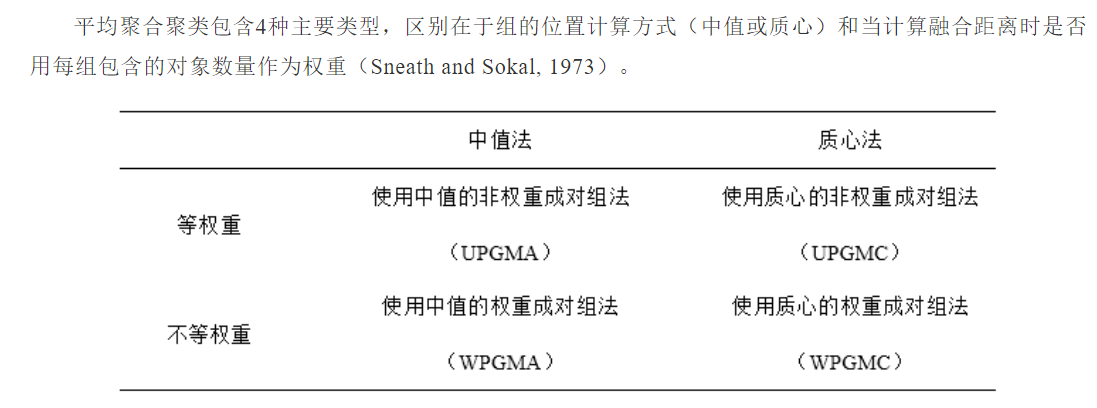 平均聚合聚类包含4种主要类型，区别在于组的位置计算方式（中值或质心）和当计算融合距离时是否
用每组包含的对象数量作为权重（Sneath and Sokal, 1973）。
中值法 质心法
等权重 使用中值的非权重成对组法 使用质心的非权重成对组法
（UPGMA） （UPGMC）
不等权重 使用中值的权重成对组法 使用质心的权重成对组法
（WPGMA） （WPGMC）